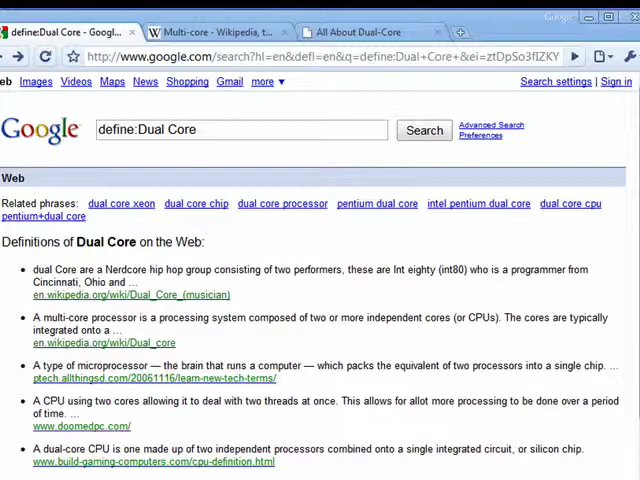 Google
define:Dual Core - Googl...
Multi-core - Wikipedia, t...
All About Dual-Core
http://www.google.com/search?hl=en&defl=en&q=define:Dual+Core+&ei=ztDpSo3fIZKY
eb Images Videos Maps News Shopping Gmail more ▼ Search settings | Sign in
Google define:Dual Core Search Advanced Search
Preferences
Web
Related phrases: dual core xeon dual core chip dual core processor pentium dual core intel pentium dual core dual core cpu
pentium+dual core
Definitions of Dual Core on the Web:
• dual Core are a Nerdcore hip hop group consisting of two performers, these are Int eighty (int80) who is a programmer from
Cincinnati, Ohio and ...
en.wikipedia.org/wiki/Dual_Core_(musician)
• A multi-core processor is a processing system composed of two or more independent cores (or CPUs). The cores are typically
integrated onto a ...
en.wikipedia.org/wiki/Dual_core
• A type of microprocessor — the brain that runs a computer — which packs the equivalent of two processors into a single chip. ...
ptech.allthingsd.com/20061116/learn-new-tech-terms/
• A CPU using two cores allowing it to deal with two threads at once. This allows for allot more processing to be done over a period
of time. ...
www.doomedpc.com/
• A dual-core CPU is one made up of two independent processors combined onto a single integrated circuit, or silicon chip.
www.build-gaming-computers.com/cpu-definition.html